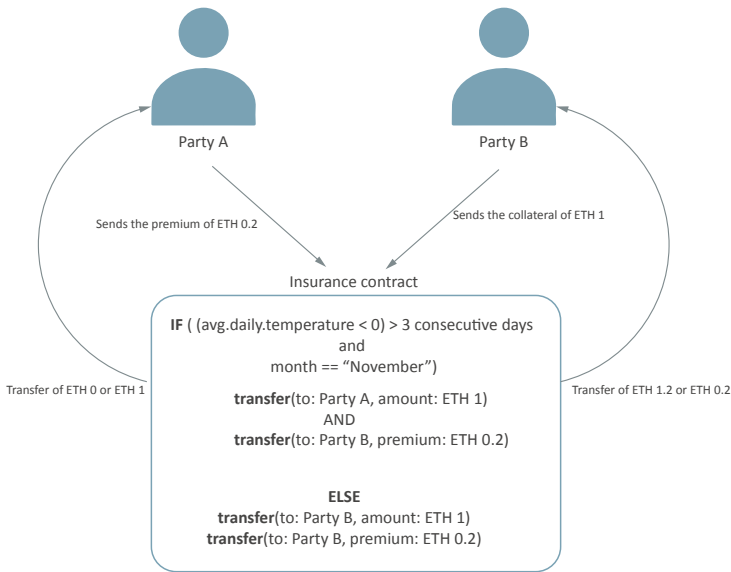 Party A
Party B
Sends the premium of ETH 0.2
Sends the collateral of ETH 1
Insurance contract
IF ( (avg.daily.temperature < 0) > 3 consecutive days
and
month == “November”)
transfer(to: Party A, amount: ETH 1)
AND
transfer(to: Party B, premium: ETH 0.2)
ELSE
transfer(to: Party B, amount: ETH 1)
transfer(to: Party B, premium: ETH 0.2)
Transfer of ETH 0 or ETH 1
Transfer of ETH 1.2 or ETH 0.2